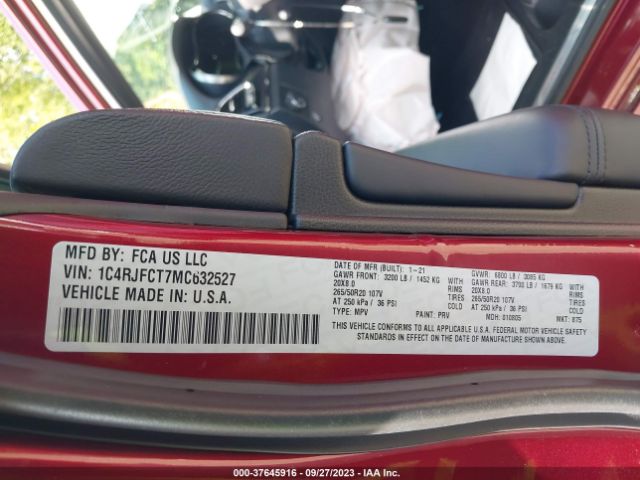 MFD BY: FCA US LLC
VIN: 1C4RJFCT7MC632527
VEHICLE MADE IN: U.S.A.
DATE OF MFR (BUILT): 1-21
GAWR FRONT: 3200 LB / 1452 KG WITH
20X8.0 RIMS
265/50R20 107V TIRES
AT 250 kPa / 36 PSI COLD
TYPE: MPV PAINT: PRV
GVWR: 6800 LB / 3085 KG
GAWR REAR: 3700 LB / 1678 KG WITH
20X8.0 RIMS
265/50R20 107V TIRES
AT 250 kPa / 36 PSI COLD
MDH: 010805 MKT: 875
THIS VEHICLE CONFORMS TO ALL APPLICABLE U.S.A. FEDERAL MOTOR VEHICLE SAFETY
STANDARDS IN EFFECT ON THE DATE OF MANUFACTURE SHOWN ABOVE.
000-37645916 - 09/27/2023 - IAA Inc.